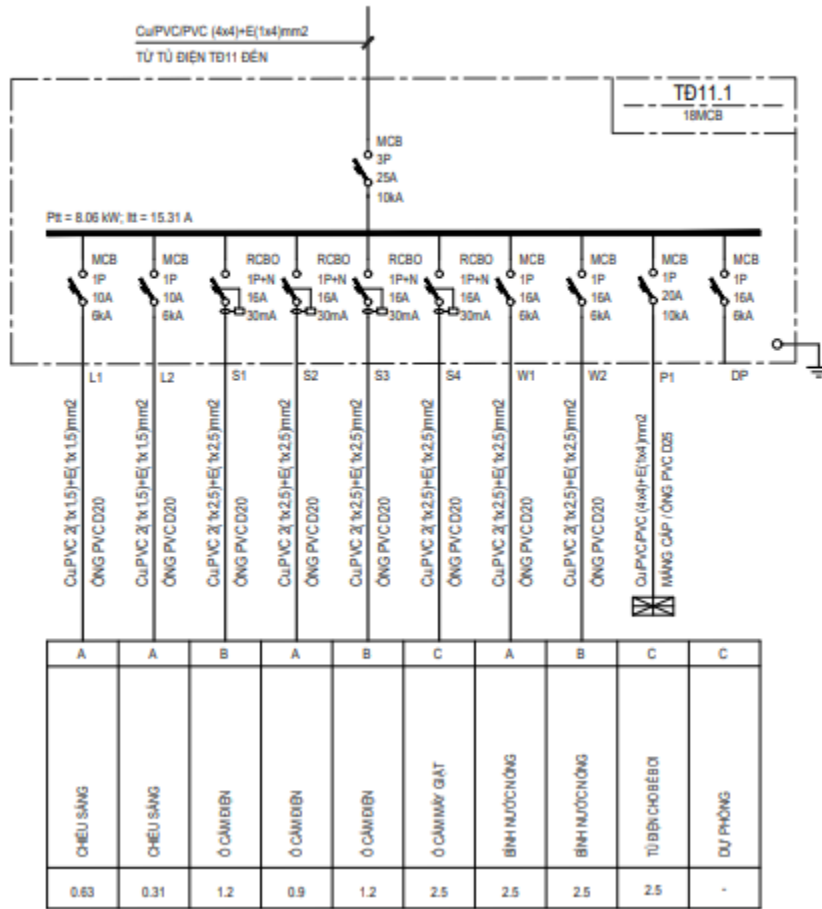 Cu/PVC/PVC (4x4)+E(1x4)mm2
TỪ TỦ ĐIỆN TĐ11 ĐẾN
TĐ11.1
18MCB
MCB
3P
25A
10kA
Ptt = 8.06 kW; Itt = 15.31 A
MCB
1P
10A
6kA
MCB
1P
10A
6kA
RCBO
1P+N
16A
30mA
RCBO
1P+N
16A
30mA
RCBO
1P+N
16A
30mA
RCBO
1P+N
16A
30mA
MCB
1P
16A
6kA
MCB
1P
16A
6kA
MCB
1P
20A
10kA
MCB
1P
16A
6kA
L1
L2
S1
S2
S3
S4
W1
W2
P1
DP
Cu.PVC 2(1x1,5)+E(1x1,5)mm2
ỐNG PVC D20
Cu.PVC 2(1x1,5)+E(1x1,5)mm2
ỐNG PVC D20
Cu.PVC 2(1x2,5)+E(1x2,5)mm2
ỐNG PVC D20
Cu.PVC 2(1x2,5)+E(1x2,5)mm2
ỐNG PVC D20
Cu.PVC 2(1x2,5)+E(1x2,5)mm2
ỐNG PVC D20
Cu.PVC 2(1x2,5)+E(1x2,5)mm2
ỐNG PVC D20
Cu.PVC 2(1x2,5)+E(1x2,5)mm2
ỐNG PVC D20
Cu.PVC 2(1x2,5)+E(1x2,5)mm2
ỐNG PVC D20
Cu/PVC/PVC (4x4)+E(1x4)mm2
MÁNG CÁP / ỐNG PVC D25
A
A
B
A
B
C
A
B
C
C
CHIẾU SÁNG
CHIẾU SÁNG
Ổ CẮM ĐIỆN
Ổ CẮM ĐIỆN
Ổ CẮM ĐIỆN
Ổ CẮM MÁY GIẶT
BÌNH NƯỚC NÓNG
BÌNH NƯỚC NÓNG
TỦ ĐIỆN CHO BỂ BƠI
DỰ PHÒNG
0.63
0.31
1.2
0.9
1.2
2.5
2.5
2.5
2.5
-